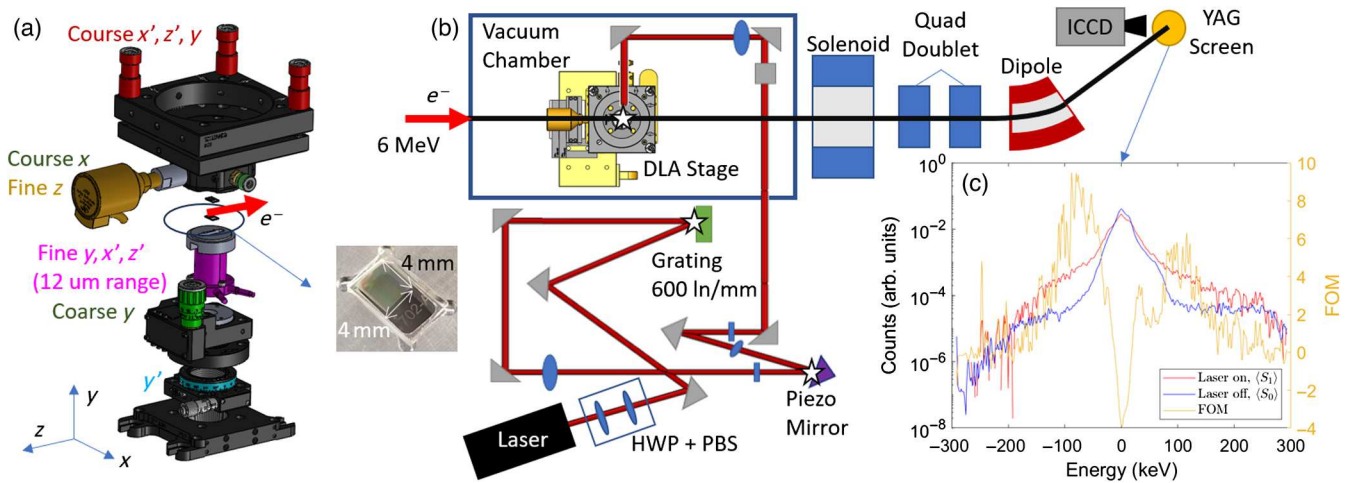 (a)
Course x’, z’, y
Course x
Fine z
e⁻
Fine y, x’, z’
(12 um range)
Coarse y
y’
y
z
x
4 mm
4 mm
(b)
Vacuum
Chamber
e⁻
6 MeV
DLA Stage
Solenoid
Quad
Doublet
Dipole
ICCD
YAG
Screen
Grating
600 ln/mm
Piezo
Mirror
Laser
HWP + PBS
(c)
Counts (arb. units)
10⁰
10⁻²
10⁻⁴
10⁻⁶
10⁻⁸
-300 -200 -100 0 100 200 300
Energy (keV)
10
8
6
4
2
0
−2
−4
FOM
Laser on, ⟨S₁⟩
Laser off, ⟨S₀⟩
FOM